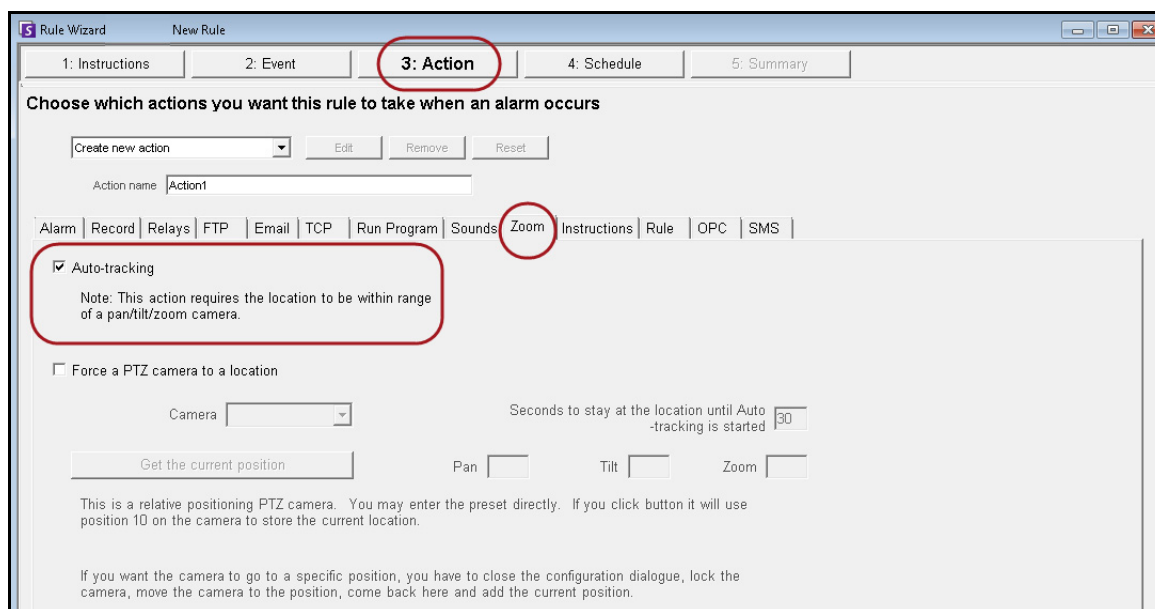 Rule Wizard New Rule
1: Instructions 2: Event 3: Action 4: Schedule 5: Summary
Choose which actions you want this rule to take when an alarm occurs
Create new action Edit Remove Reset
Action name Action1
Alarm Record Relays FTP Email TCP Run Program Sounds Zoom Instructions Rule OPC SMS
Auto-tracking
Note: This action requires the location to be within range
of a pan/tilt/zoom camera.
Force a PTZ camera to a location
Camera
Seconds to stay at the location until Auto
-tracking is started 30
Get the current position Pan Tilt Zoom
This is a relative positioning PTZ camera. You may enter the preset directly. If you click button it will use
position 10 on the camera to store the current location.
If you want the camera to go to a specific position, you have to close the configuration dialogue, lock the
camera, move the camera to the position, come back here and add the current position.